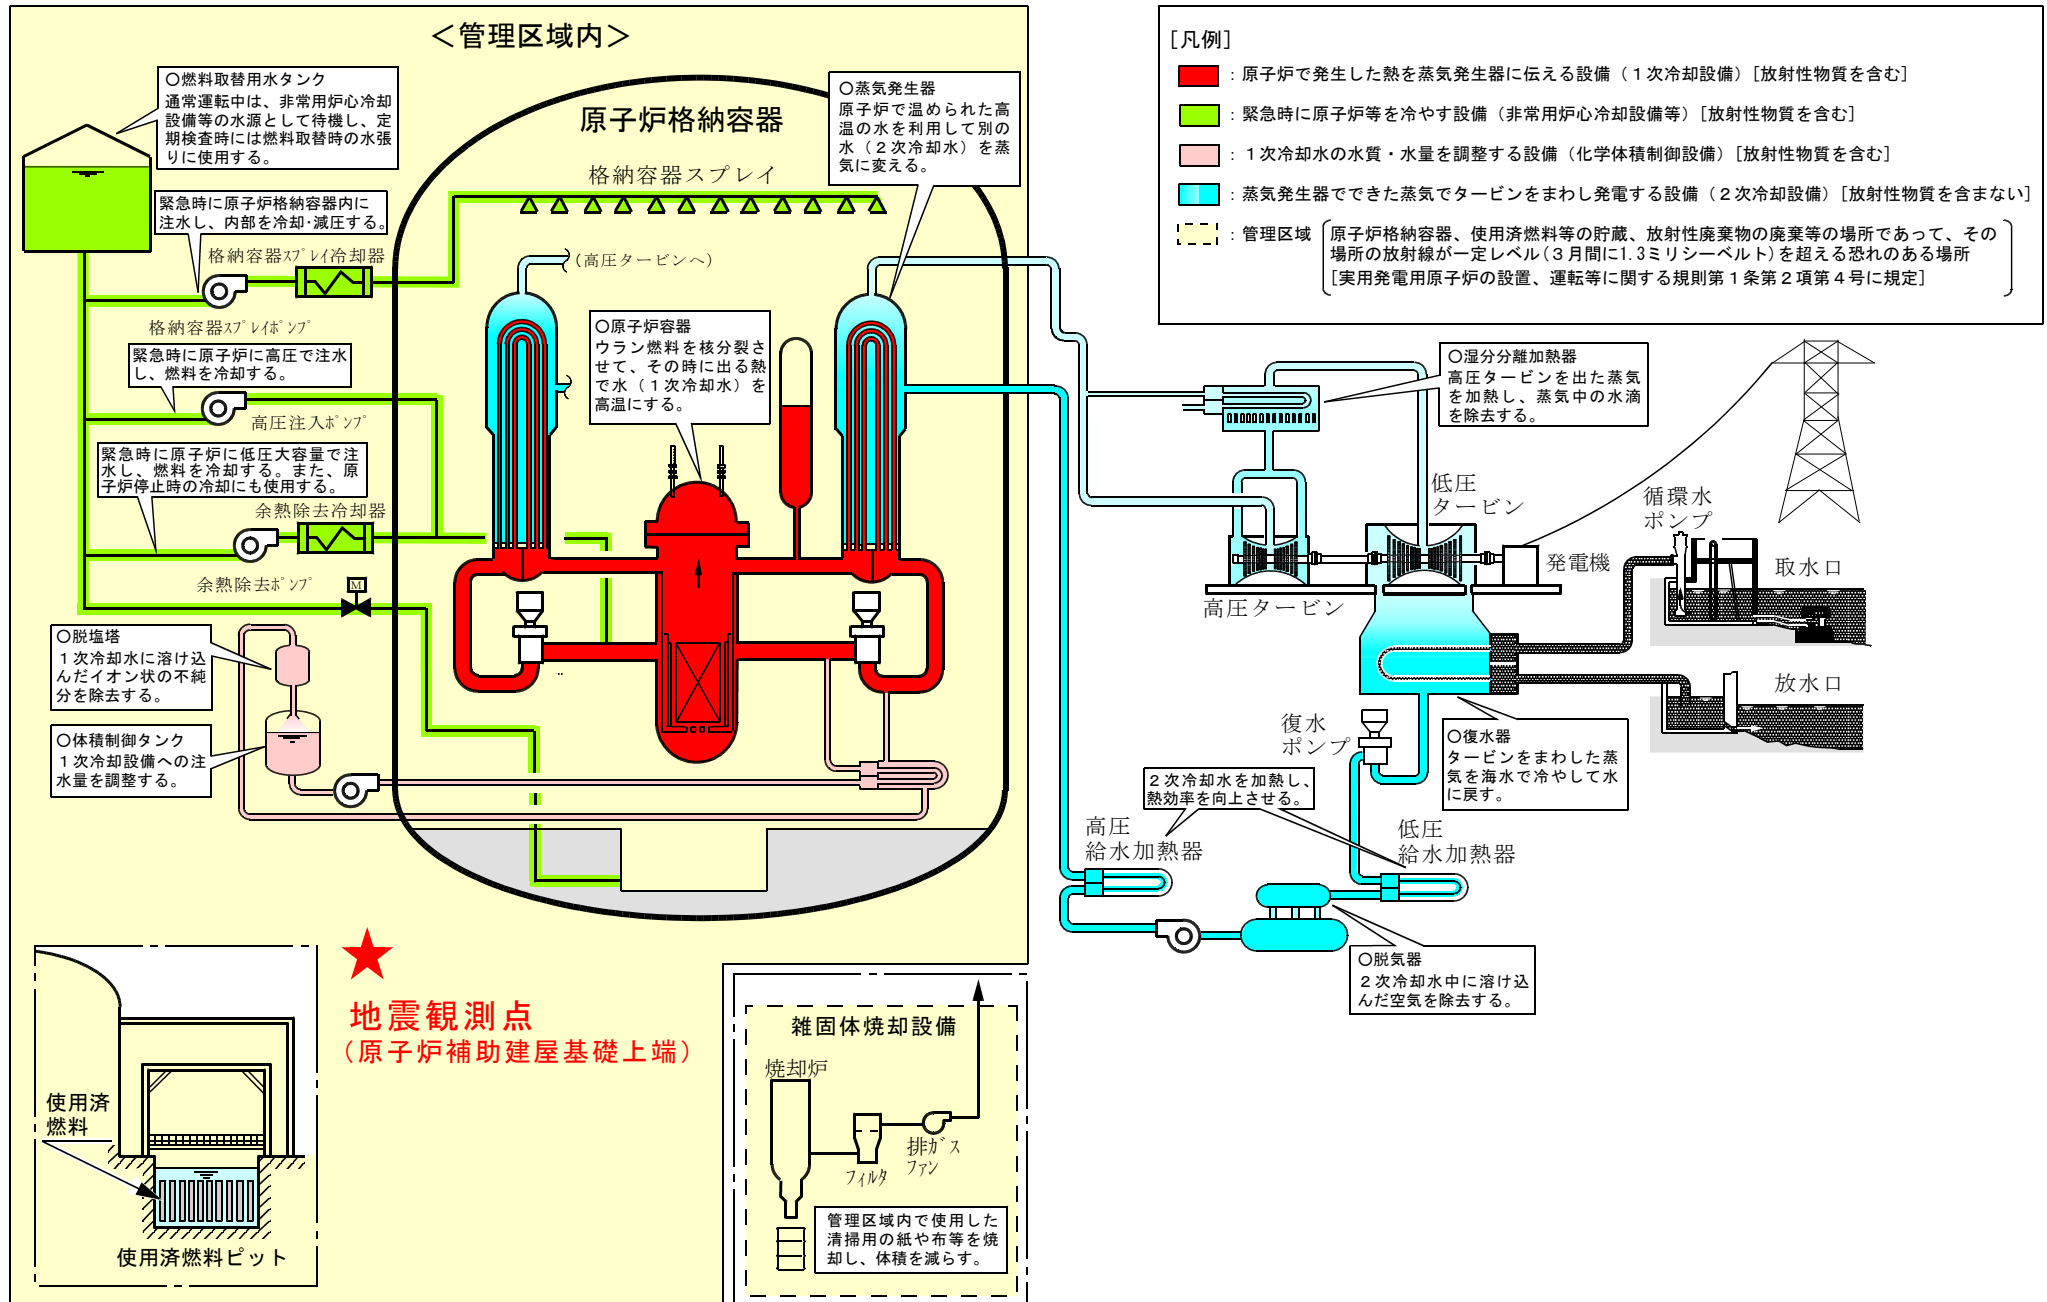 ＜管理区域内＞
○燃料取替用水タンク
通常運転中は、非常用炉心冷却
設備等の水源として待機し、定
期検査時には燃料取替時の水張
りに使用する。
緊急時に原子炉格納容器内に
注水し、内部を冷却･減圧する。
格納容器ｽﾌﾟﾚｲ冷却器
格納容器ｽﾌﾟﾚｲﾎﾟﾝﾌﾟ
緊急時に原子炉に高圧で注水
し、燃料を冷却する。
高圧注入ﾎﾟﾝﾌﾟ
緊急時に原子炉に低圧大容量で注
水し、燃料を冷却する。また、原
子炉停止時の冷却にも使用する。
余熱除去冷却器
余熱除去ﾎﾟﾝﾌﾟ
M
○脱塩塔
１次冷却水に溶け込
んだイオン状の不純
分を除去する。
○体積制御タンク
１次冷却設備への注
水量を調整する。
原子炉格納容器
格納容器スプレイ
(高圧タービンへ)
○蒸気発生器
原子炉で温められた高
温の水を利用して別の
水（２次冷却水）を蒸
気に変える。
○原子炉容器
ウラン燃料を核分裂さ
せて、その時に出る熱
で水（１次冷却水）を
高温にする。
★
地震観測点
（原子炉補助建屋基礎上端）
使用済
燃料
使用済燃料ピット
雑固体焼却設備
焼却炉
フィルタ
排ｶﾞｽ
ファン
管理区域内で使用した
清掃用の紙や布等を焼
却し、体積を減らす。
［凡例］
：原子炉で発生した熱を蒸気発生器に伝える設備（１次冷却設備）［放射性物質を含む］
：緊急時に原子炉等を冷やす設備（非常用炉心冷却設備等）［放射性物質を含む］
：１次冷却水の水質・水量を調整する設備（化学体積制御設備）［放射性物質を含む］
：蒸気発生器でできた蒸気でタービンをまわし発電する設備（２次冷却設備）［放射性物質を含まない］
：管理区域
原子炉格納容器、使用済燃料等の貯蔵、放射性廃棄物の廃棄等の場所であって、その
場所の放射線が一定レベル(３月間に1.3ミリシーベルト)を超える恐れのある場所
［実用発電用原子炉の設置、運転等に関する規則第１条第２項第４号に規定］
○湿分分離加熱器
高圧タービンを出た蒸気
を加熱し、蒸気中の水滴
を除去する。
低圧
タービン
高圧タービン
発電機
循環水
ポンプ
取水口
放水口
復水
ポンプ
○復水器
タービンをまわした蒸
気を海水で冷やして水
に戻す。
２次冷却水を加熱し、
熱効率を向上させる。
高圧
給水加熱器
低圧
給水加熱器
○脱気器
２次冷却水中に溶け込
んだ空気を除去する。